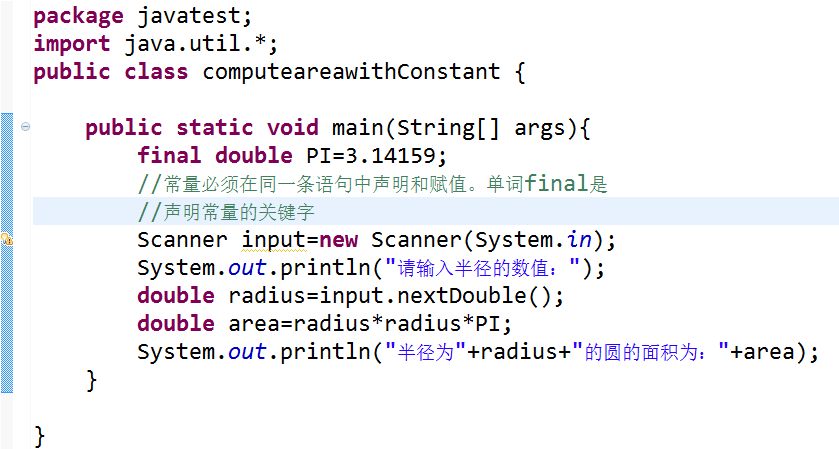 package javatest;
import java.util.*;
public class computeareawithConstant {
public static void main(String[] args){
final double PI=3.14159;
//常量必须在同一条语句中声明和赋值。单词final是
//声明常量的关键字
Scanner input=new Scanner(System.in);
System.out.println("请输入半径的数值：");
double radius=input.nextDouble();
double area=radius*radius*PI;
System.out.println("半径为"+radius+"的圆的面积为："+area);
}
}